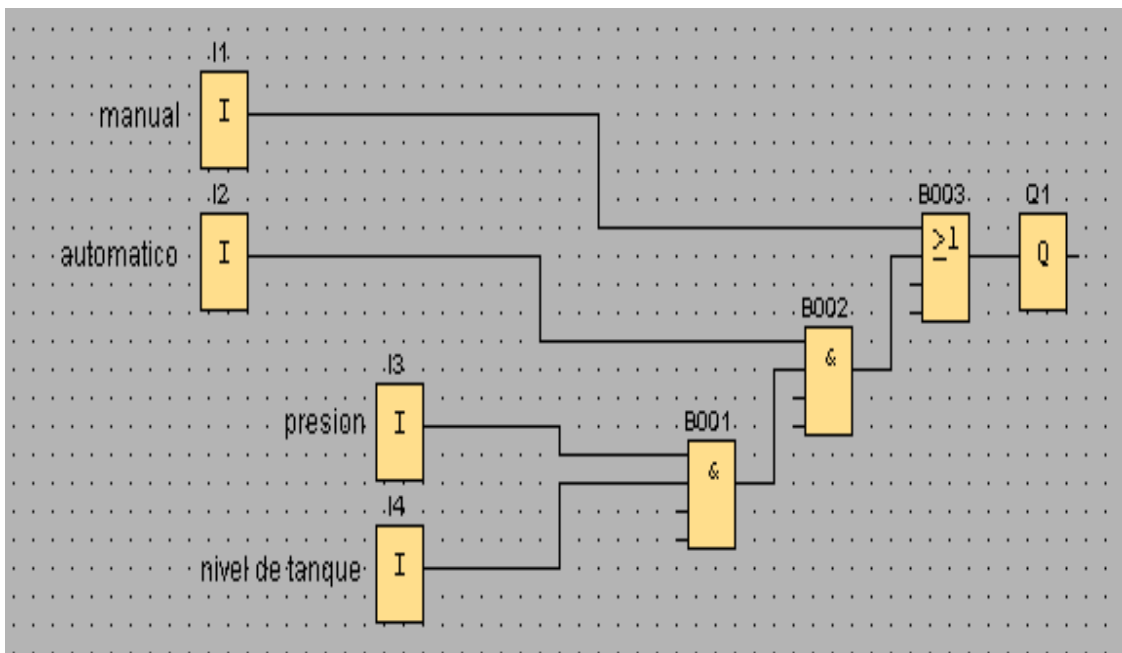 I1
I
manual
I2
I
automatico
B003
Q1
≥1
Q
B002
&
I3
I
presion
B001
&
I4
I
nivel de tanque